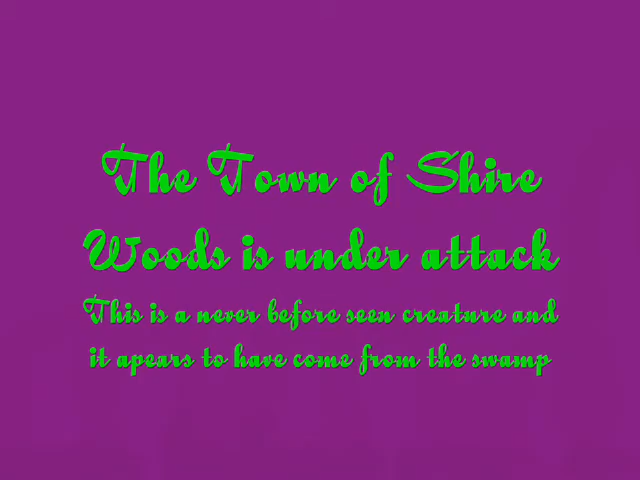 The Town of Shire
Woods is under attack
This is a never before seen creature and
it apears to have come from the swamp